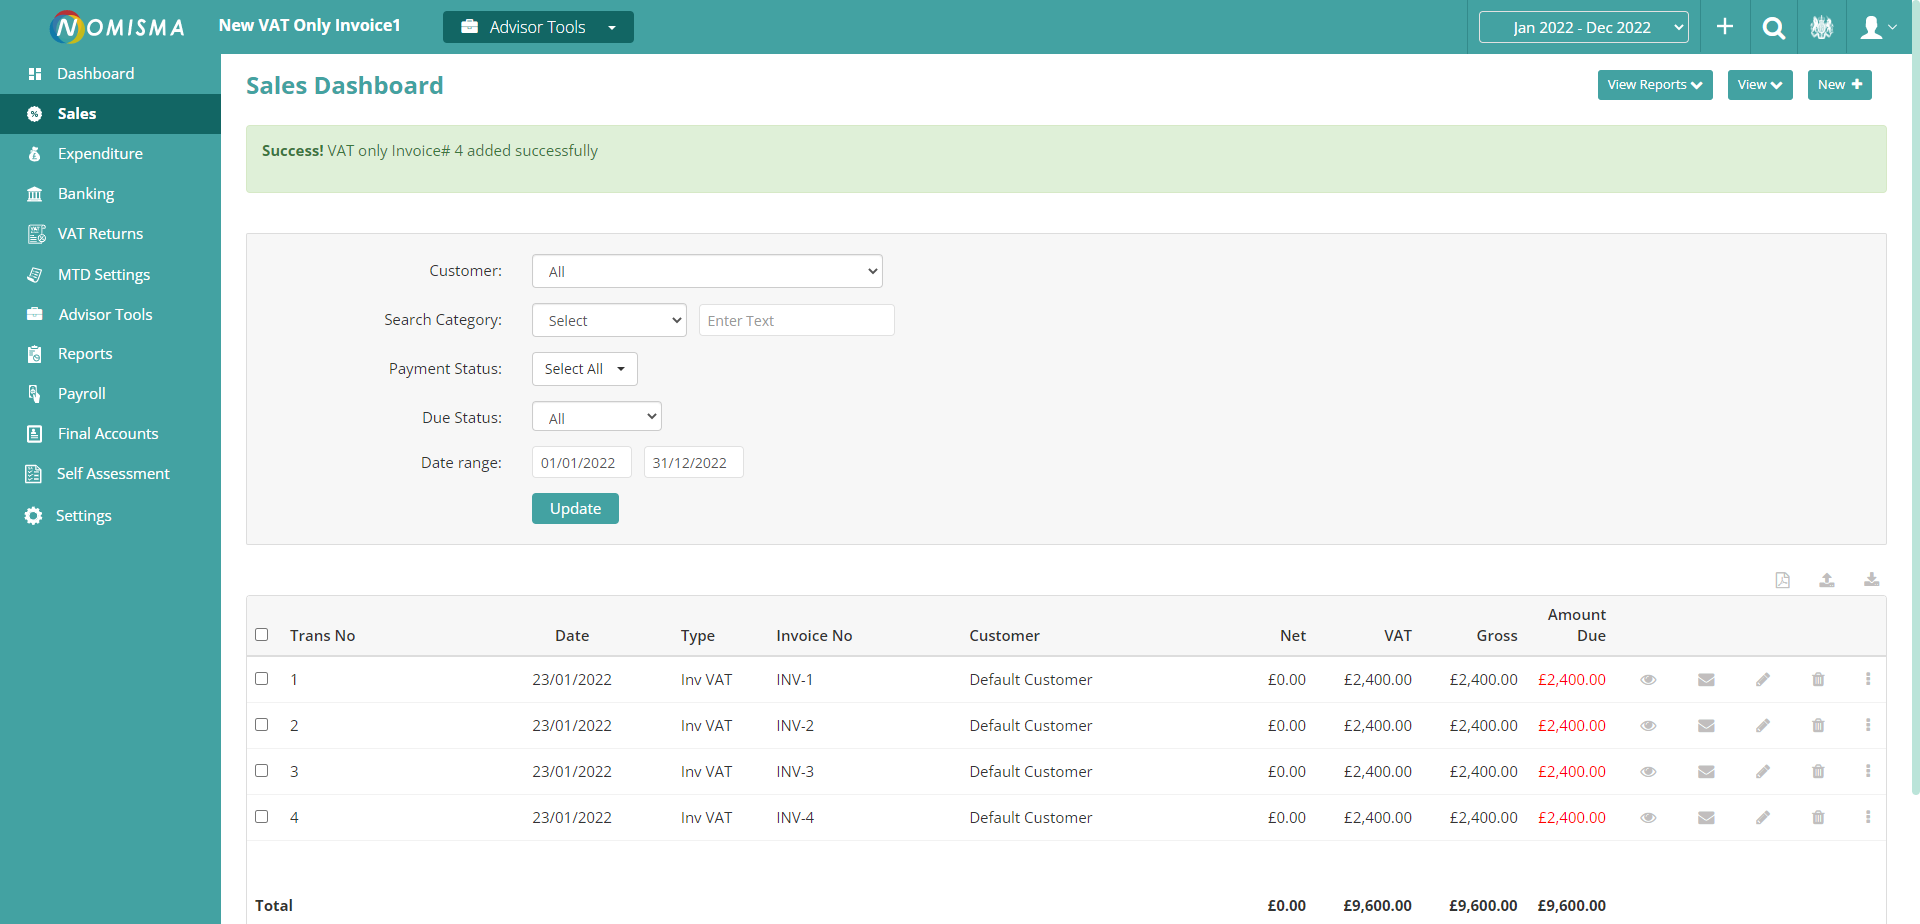 NOMISMA
New VAT Only Invoice1
Advisor Tools
Jan 2022 - Dec 2022
Dashboard
Sales
Expenditure
Banking
VAT Returns
MTD Settings
Advisor Tools
Reports
Payroll
Final Accounts
Self Assessment
Settings
Sales Dashboard
View Reports
View
New
Success! VAT only Invoice# 4 added successfully
Customer: All
Search Category: Select Enter Text
Payment Status: Select All
Due Status: All
Date range: 01/01/2022 31/12/2022
Update
Trans No Date Type Invoice No Customer Net VAT Gross Amount Due
1 23/01/2022 Inv VAT INV-1 Default Customer £0.00 £2,400.00 £2,400.00 £2,400.00
2 23/01/2022 Inv VAT INV-2 Default Customer £0.00 £2,400.00 £2,400.00 £2,400.00
3 23/01/2022 Inv VAT INV-3 Default Customer £0.00 £2,400.00 £2,400.00 £2,400.00
4 23/01/2022 Inv VAT INV-4 Default Customer £0.00 £2,400.00 £2,400.00 £2,400.00
Total £0.00 £9,600.00 £9,600.00 £9,600.00